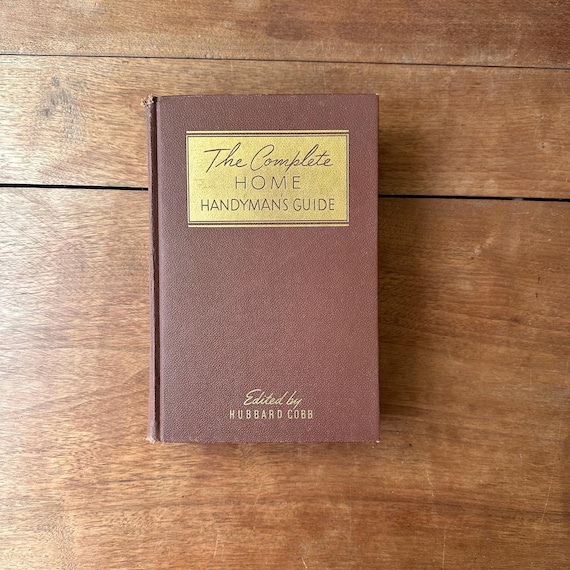 The Complete
HOME
HANDYMAN'S GUIDE
Edited by
HUBBARD COBB